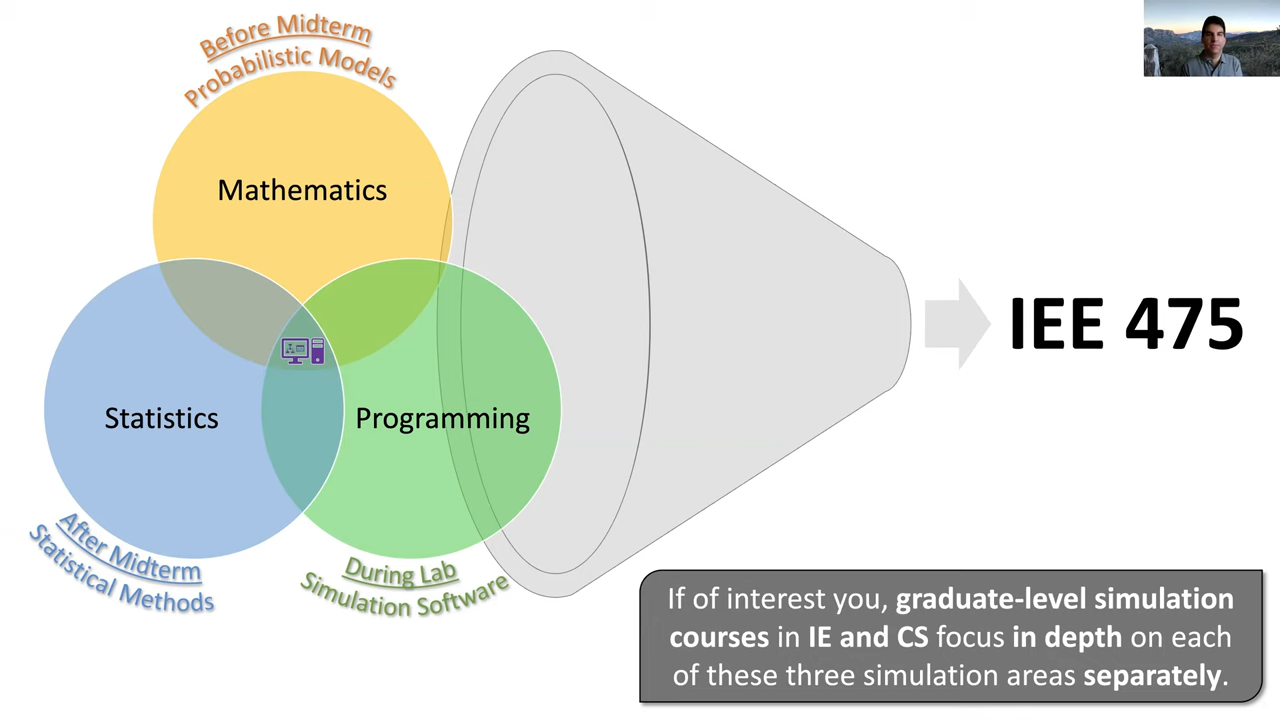 Before Midterm
Probabilistic Models
Mathematics
Statistics
Programming
After Midterm
Statistical Methods
During Lab
Simulation Software
IEE 475
If of interest you, graduate-level simulation
courses in IE and CS focus in depth on each
of these three simulation areas separately.